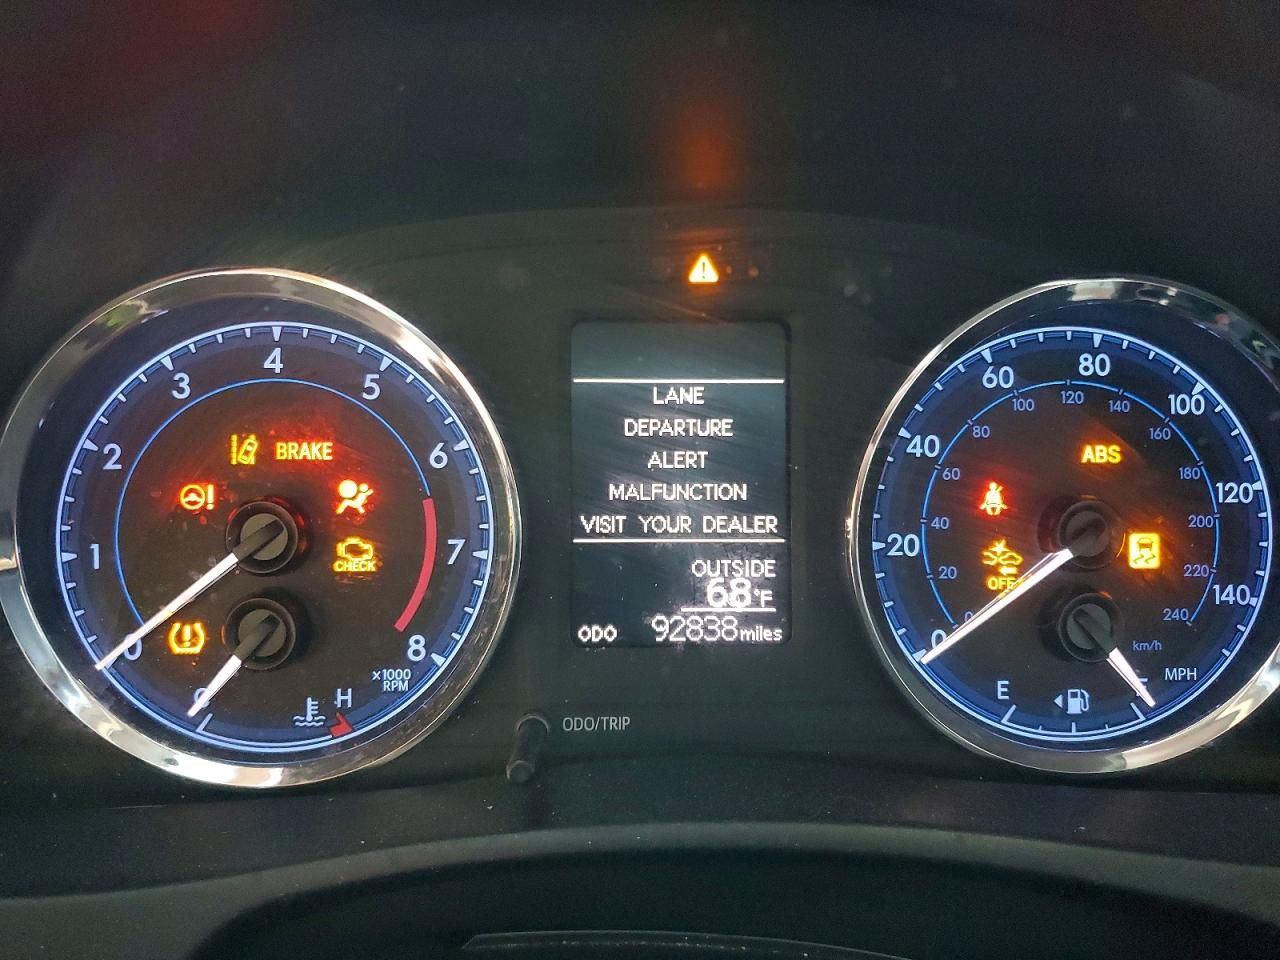 4
3
5
2
6
1
7
0
8
BRAKE
CHECK
x1000
RPM
H
LANE
DEPARTURE
ALERT
MALFUNCTION
VISIT YOUR DEALER
OUTSIDE
68°F
ODO 92838miles
ODO/TRIP
80
60
100
40
120
20
140
0
120
100
140
80
160
60
180
40
200
20
220
0
240
ABS
OFF
km/h
MPH
E